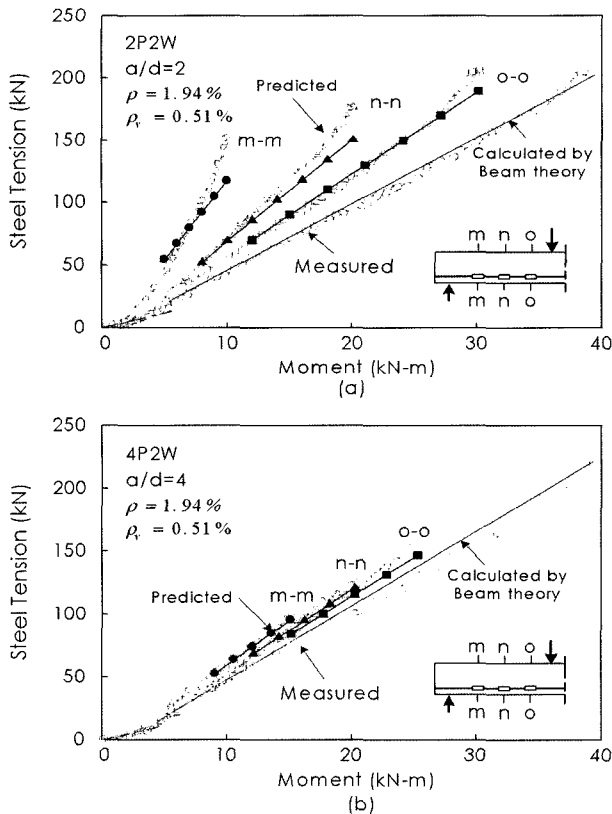 250
200
150
100
50
0
Steel Tension (kN)
2P2W
a/d=2
ρ = 1.94%
ρv = 0.51%
Predicted
m-m
n-n
o-o
Calculated by
Beam theory
Measured
m n o
m n o
10 20 30 40
Moment (kN-m)
(a)
250
200
150
100
50
0
Steel Tension (kN)
4P2W
a/d=4
ρ = 1.94%
ρv = 0.51%
o-o
n-n
m-m
Predicted
Calculated by
Beam theory
Measured
m n o
m n o
0 10 20 30 40
Moment (kN-m)
(b)